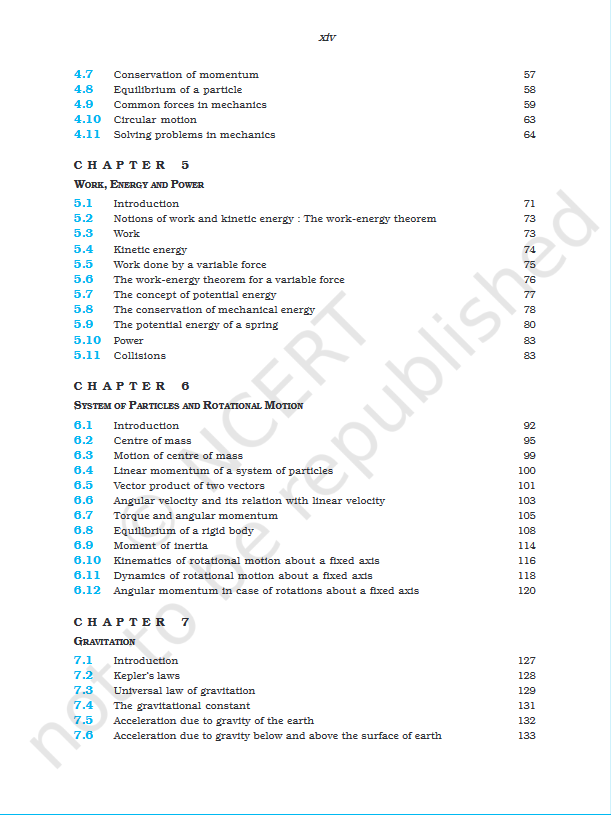 xiv
4.7 Conservation of momentum 57
4.8 Equilibrium of a particle 58
4.9 Common forces in mechanics 59
4.10 Circular motion 63
4.11 Solving problems in mechanics 64
CHAPTER 5
WORK, ENERGY AND POWER
5.1 Introduction 71
5.2 Notions of work and kinetic energy : The work-energy theorem 73
5.3 Work 73
5.4 Kinetic energy 74
5.5 Work done by a variable force 75
5.6 The work-energy theorem for a variable force 76
5.7 The concept of potential energy 77
5.8 The conservation of mechanical energy 78
5.9 The potential energy of a spring 80
5.10 Power 83
5.11 Collisions 83
CHAPTER 6
SYSTEM OF PARTICLES AND ROTATIONAL MOTION
6.1 Introduction 92
6.2 Centre of mass 95
6.3 Motion of centre of mass 99
6.4 Linear momentum of a system of particles 100
6.5 Vector product of two vectors 101
6.6 Angular velocity and its relation with linear velocity 103
6.7 Torque and angular momentum 105
6.8 Equilibrium of a rigid body 108
6.9 Moment of inertia 114
6.10 Kinematics of rotational motion about a fixed axis 116
6.11 Dynamics of rotational motion about a fixed axis 118
6.12 Angular momentum in case of rotations about a fixed axis 120
CHAPTER 7
GRAVITATION
7.1 Introduction 127
7.2 Kepler's laws 128
7.3 Universal law of gravitation 129
7.4 The gravitational constant 131
7.5 Acceleration due to gravity of the earth 132
7.6 Acceleration due to gravity below and above the surface of earth 133
© NCERT
not to be republished